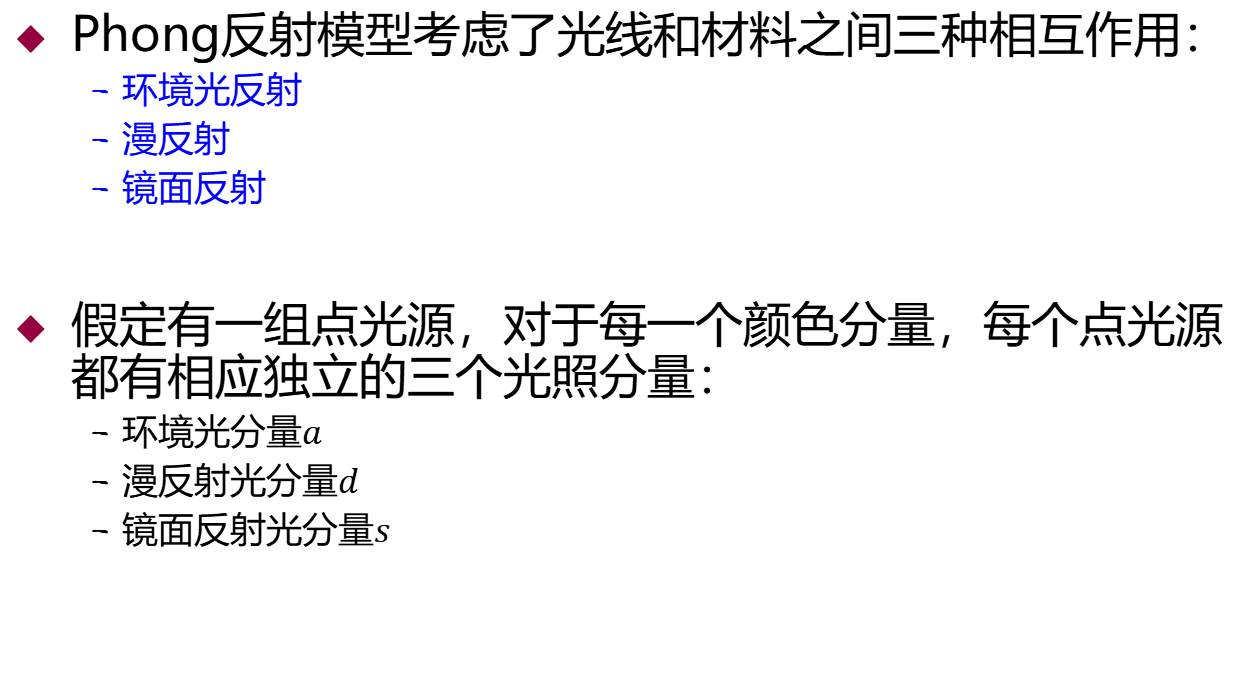 ◆ Phong反射模型考虑了光线和材料之间三种相互作用：
– 环境光反射
– 漫反射
– 镜面反射
◆ 假定有一组点光源，对于每一个颜色分量，每个点光源
都有相应独立的三个光照分量：
– 环境光分量a
– 漫反射光分量d
– 镜面反射光分量s